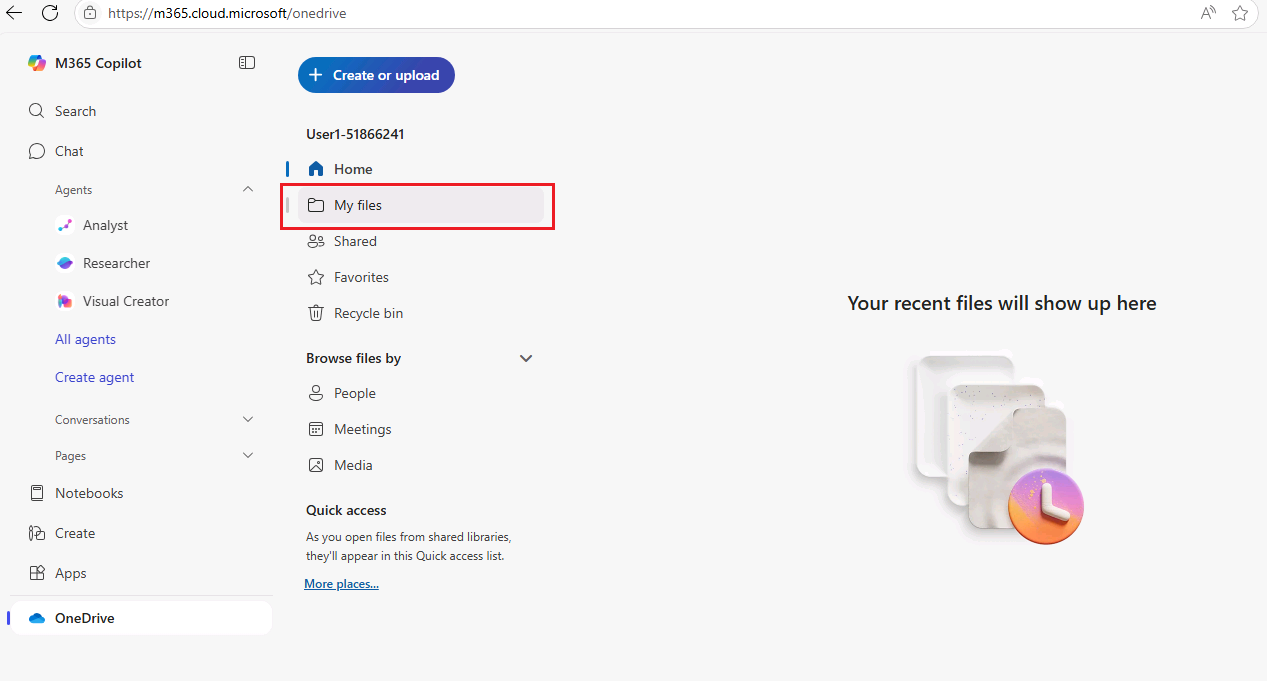 https://m365.cloud.microsoft/onedrive
M365 Copilot
Search
Chat
Agents
Analyst
Researcher
Visual Creator
All agents
Create agent
Conversations
Pages
Notebooks
Create
Apps
OneDrive
+ Create or upload
User1-51866241
Home
My files
Shared
Favorites
Recycle bin
Browse files by
People
Meetings
Media
Quick access
As you open files from shared libraries,
they'll appear in this Quick access list.
More places...
Your recent files will show up here